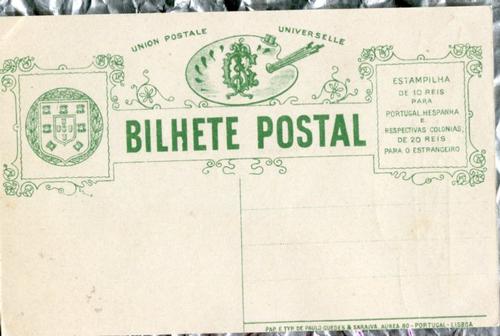 UNION POSTALE UNIVERSELLE
BILHETE POSTAL
ESTAMPILHA
DE 10 REIS
PARA
PORTUGAL, HESPANHA
E
RESPECTIVAS COLONIAS;
DE 20 REIS
PARA O ESTRANGEIRO
PAP. E TYP. DE PAULO GUEDES & SARAIVA. AUREA 80 - PORTUGAL - LISBOA